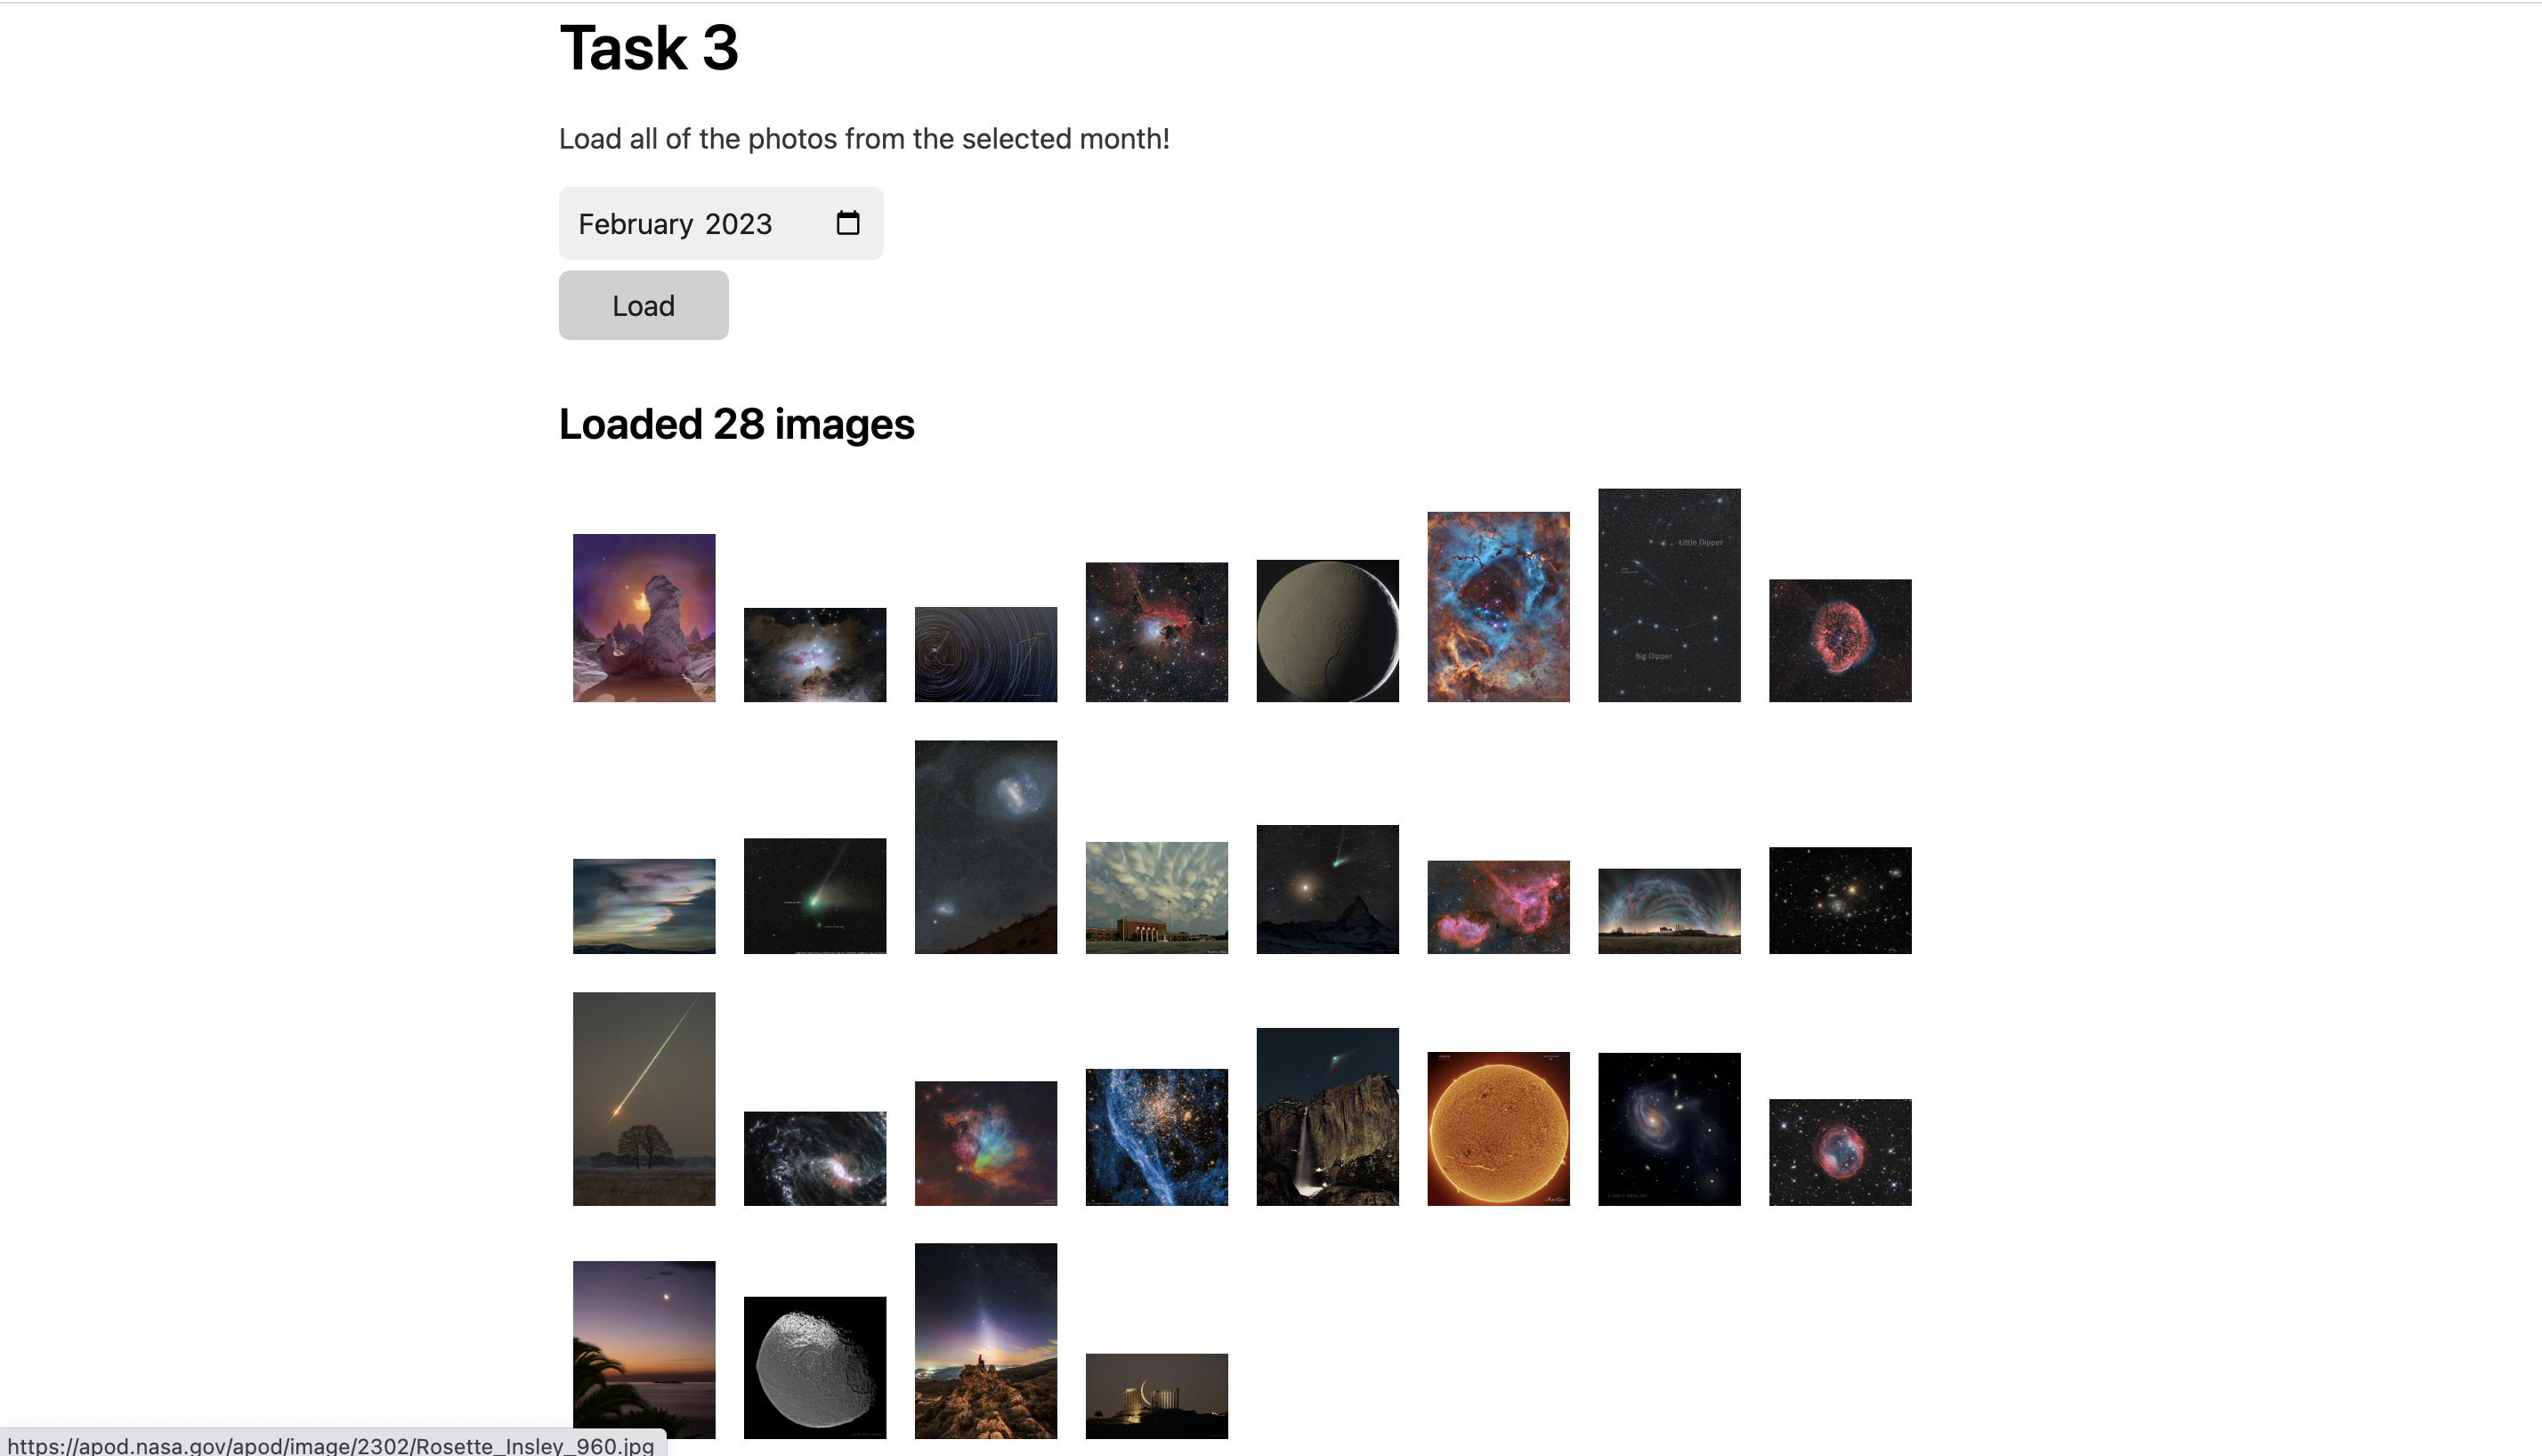 Task 3
Load all of the photos from the selected month!
February 2023
Load
Loaded 28 images
Little Dipper
Big Dipper
https://apod.nasa.gov/apod/image/2302/Rosette_Insley_960.jpg